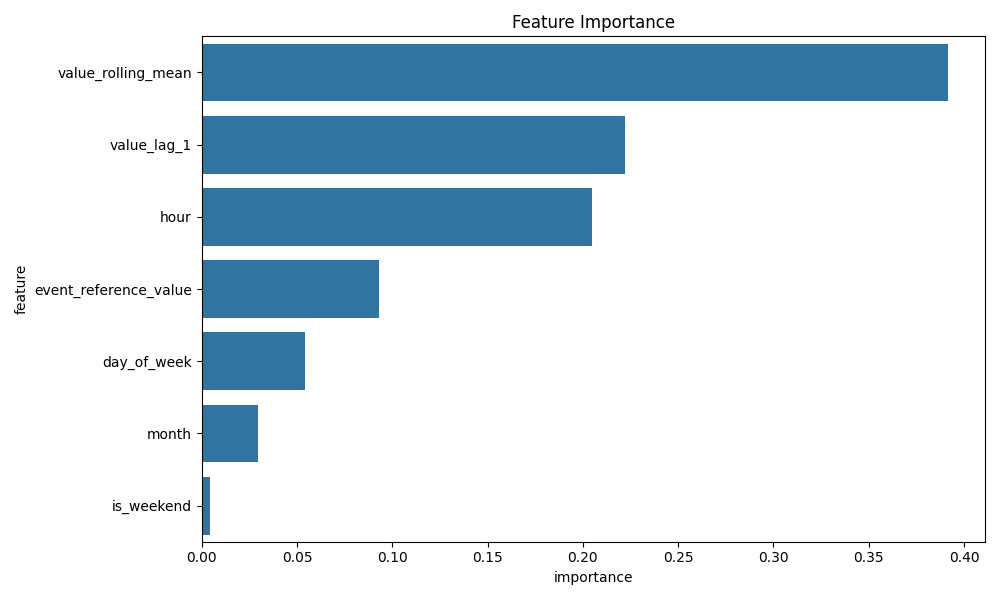 Feature Importance
value_rolling_mean
value_lag_1
hour
event_reference_value
day_of_week
month
is_weekend
feature
0.00 0.05 0.10 0.15 0.20 0.25 0.30 0.35 0.40
importance